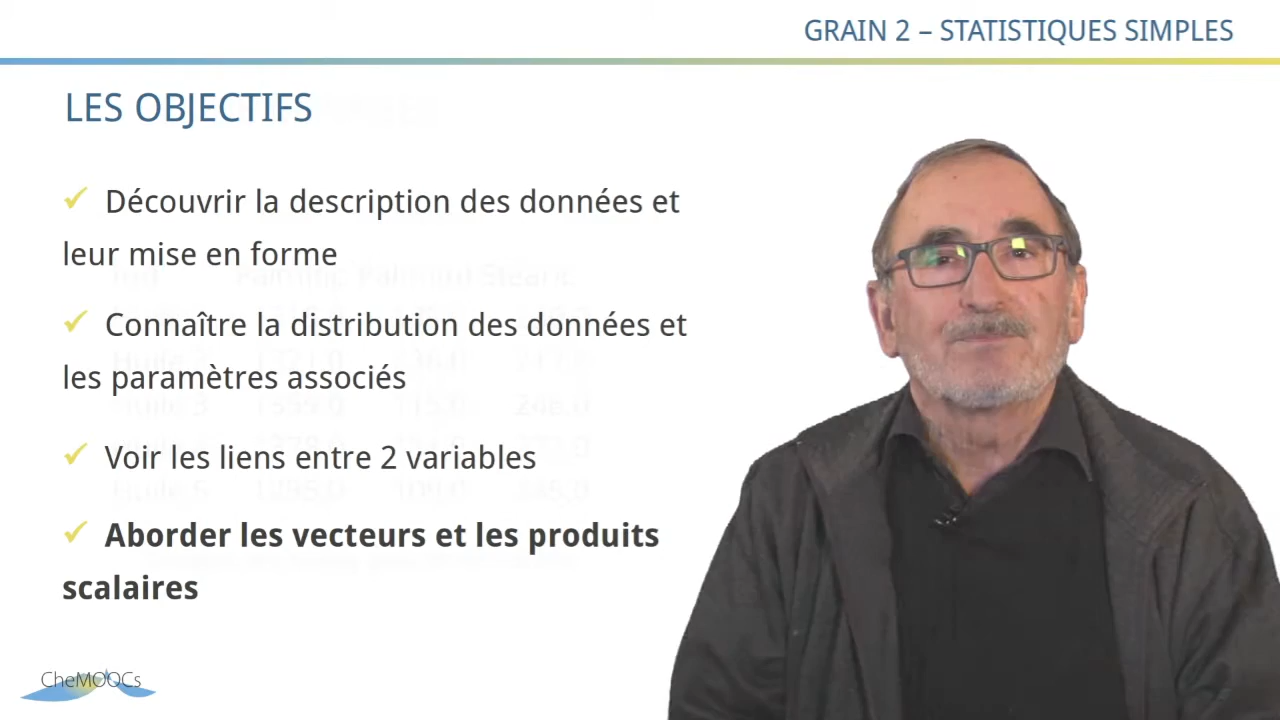 GRAIN 2 – STATISTIQUES SIMPLES
LES OBJECTIFS
✓ Découvrir la description des données et
leur mise en forme
✓ Connaître la distribution des données et
les paramètres associés
✓ Voir les liens entre 2 variables
✓ Aborder les vecteurs et les produits
scalaires
CheMOOCs